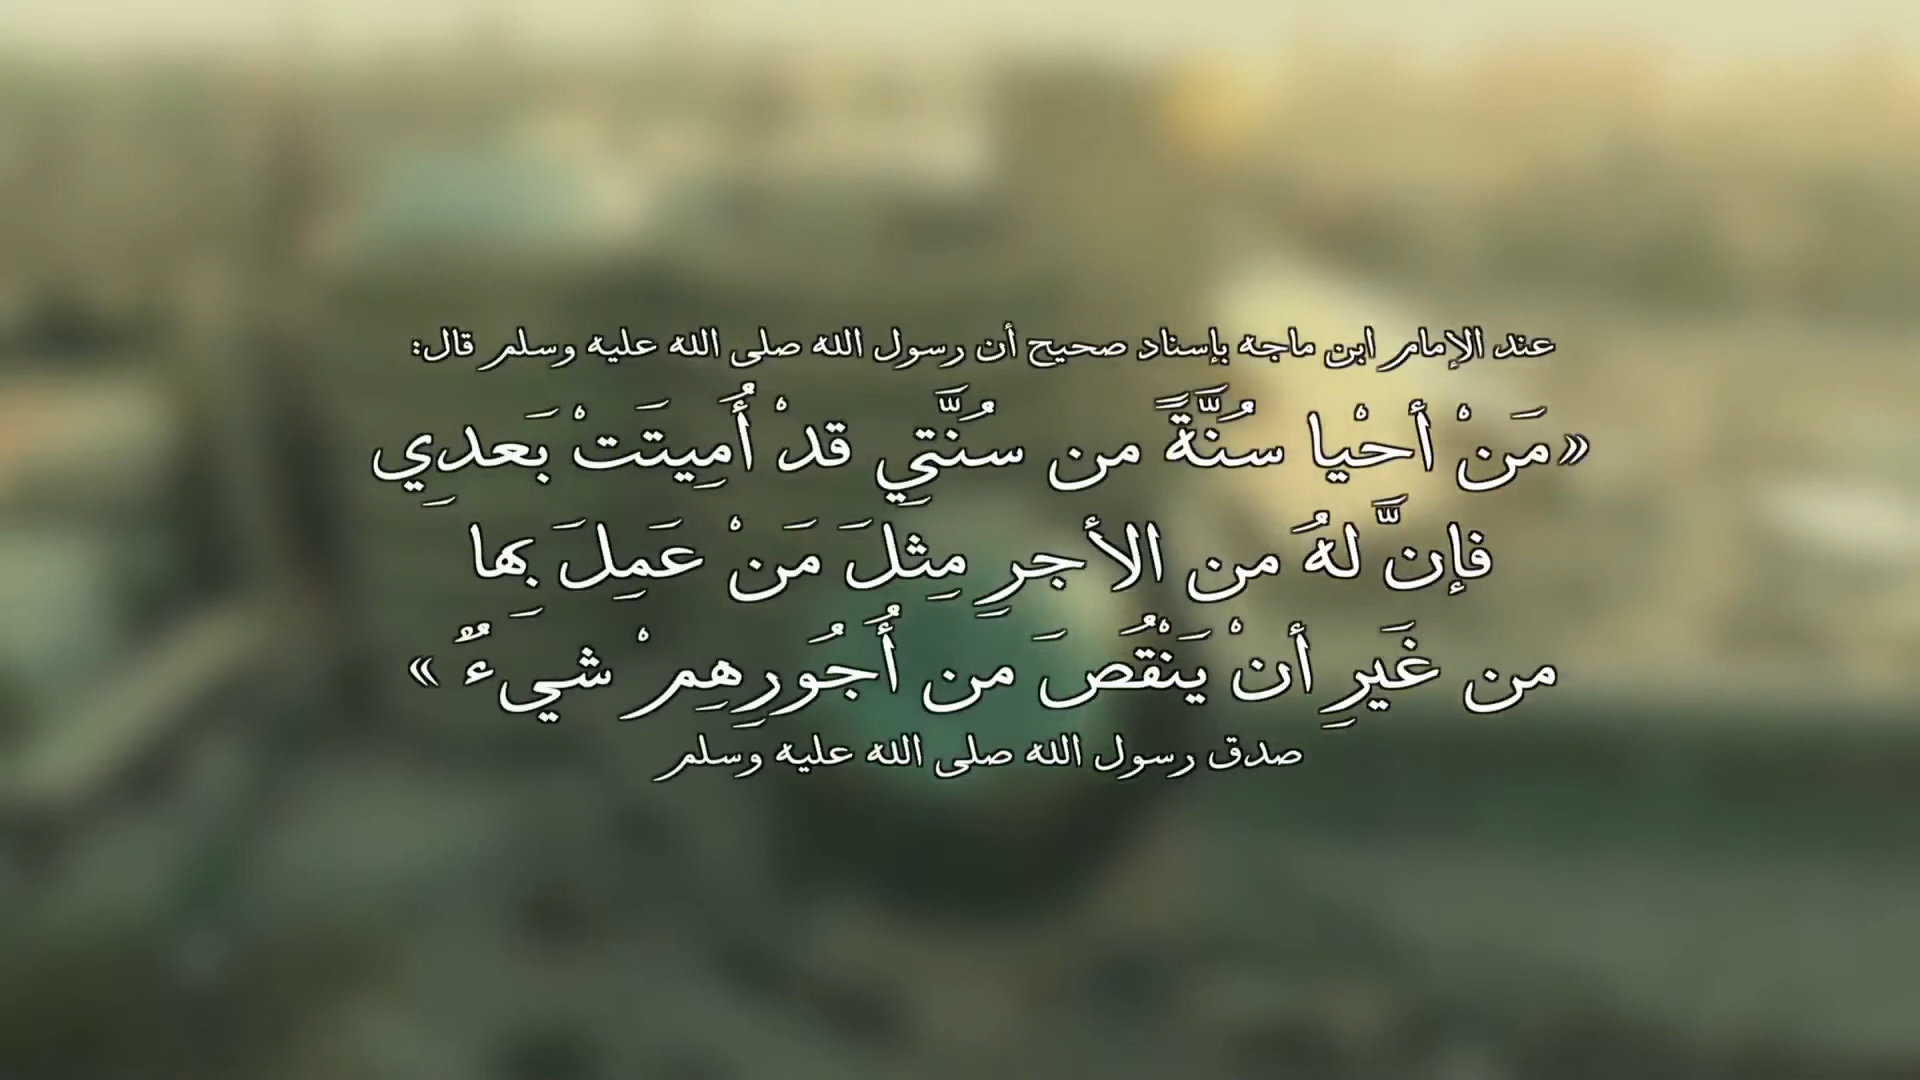 عند الإمام ابن ماجه بإسناد صحيح أن رسول الله صلى الله عليه وسلم قال:
«مَنْ أحْيا سُنَّةً من سُنَّتي قدْ أُمِيتَتْ بَعدِي
فإنَّ لهُ من الأجرِ مِثلَ مَنْ عَمِلَ بها
من غَيرِ أنْ يَنْقُصَ من أُجُورِهِمْ شيءٌ»
صدق رسول الله صلى الله عليه وسلم